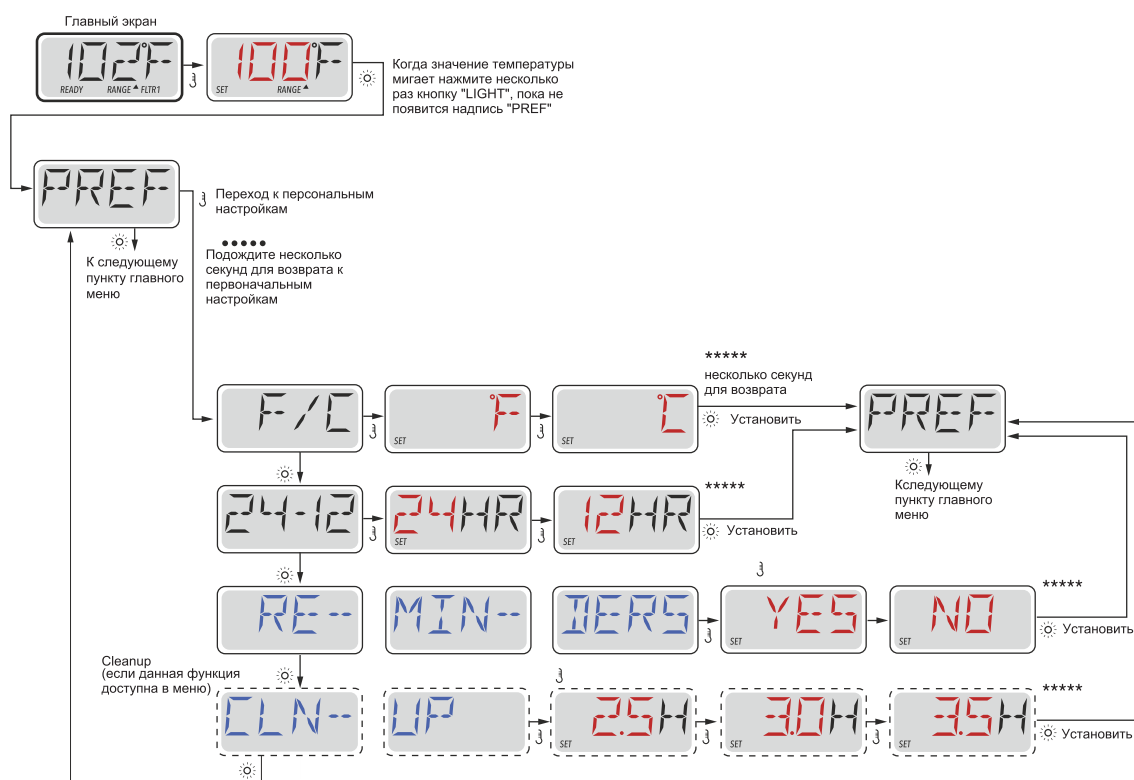 Главный экран
102°F
READY RANGE FLTR1
100°F
SET RANGE
Когда значение температуры
мигает нажмите несколько
раз кнопку "LIGHT", пока не
появится надпись "PREF"
PREF
Переход к персональным
настройкам
К следующему
пункту главного
меню
•••••
Подождите несколько
секунд для возврата к
первоначальным
настройкам
F/C
°F
SET
°C
SET
*****
несколько секунд
для возврата
Установить
PREF
Кследующему
пункту главного
меню
24-12
24HR
SET
12HR
SET
*****
Установить
RE--
MIN--
DERS
YES
SET
NO
SET
*****
Установить
Cleanup
(если данная функция
доступна в меню)
CLN--
UP
2.5H
SET
3.0H
SET
3.5H
SET
*****
Установить